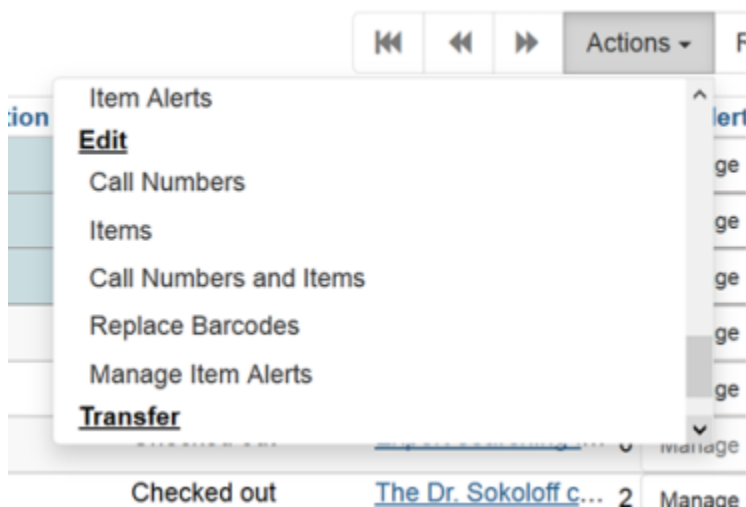 Actions
Item Alerts
Edit
Call Numbers
Items
Call Numbers and Items
Replace Barcodes
Manage Item Alerts
Transfer
Manage
Checked out The Dr. Sokoloff c... 2 Manage